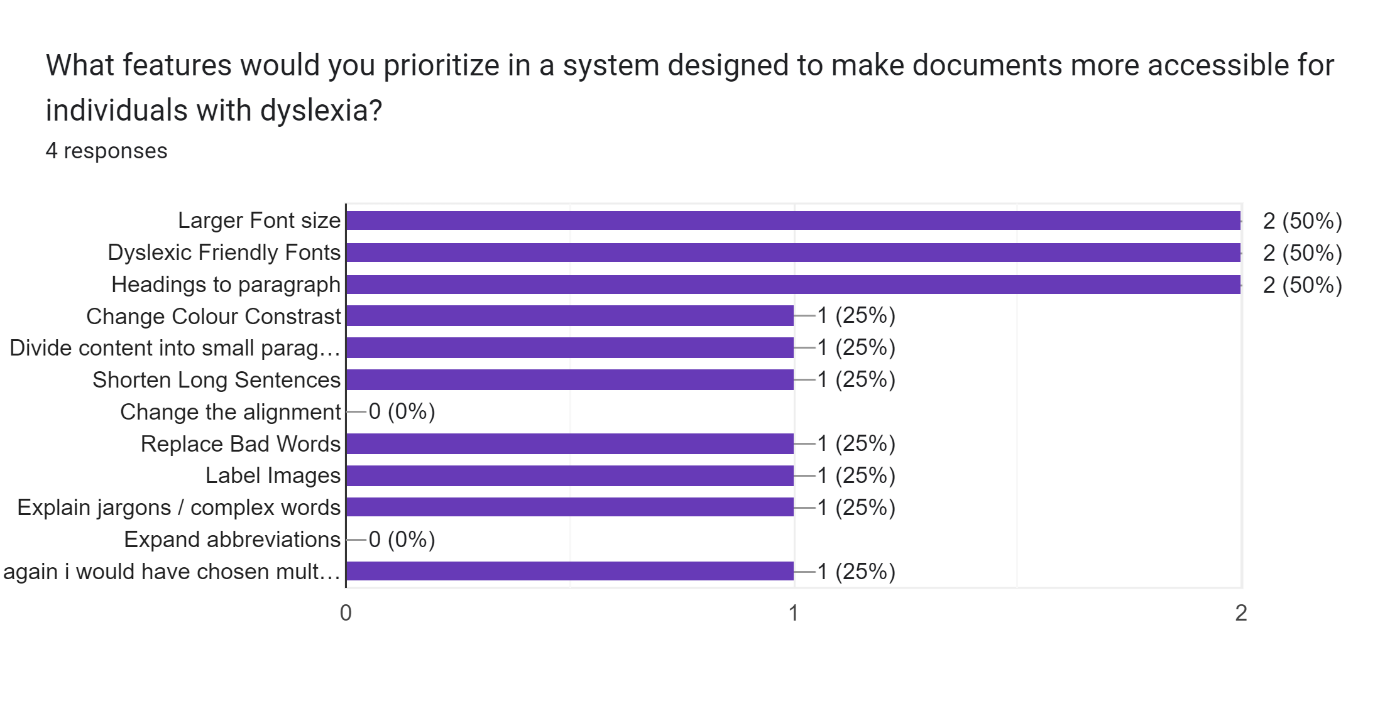 What features would you prioritize in a system designed to make documents more accessible for
individuals with dyslexia?
4 responses
Larger Font size 2 (50%)
Dyslexic Friendly Fonts 2 (50%)
Headings to paragraph 2 (50%)
Change Colour Constrast 1 (25%)
Divide content into small parag… 1 (25%)
Shorten Long Sentences 1 (25%)
Change the alignment 0 (0%)
Replace Bad Words 1 (25%)
Label Images 1 (25%)
Explain jargons / complex words 1 (25%)
Expand abbreviations 0 (0%)
again i would have chosen mult… 1 (25%)
0 1 2